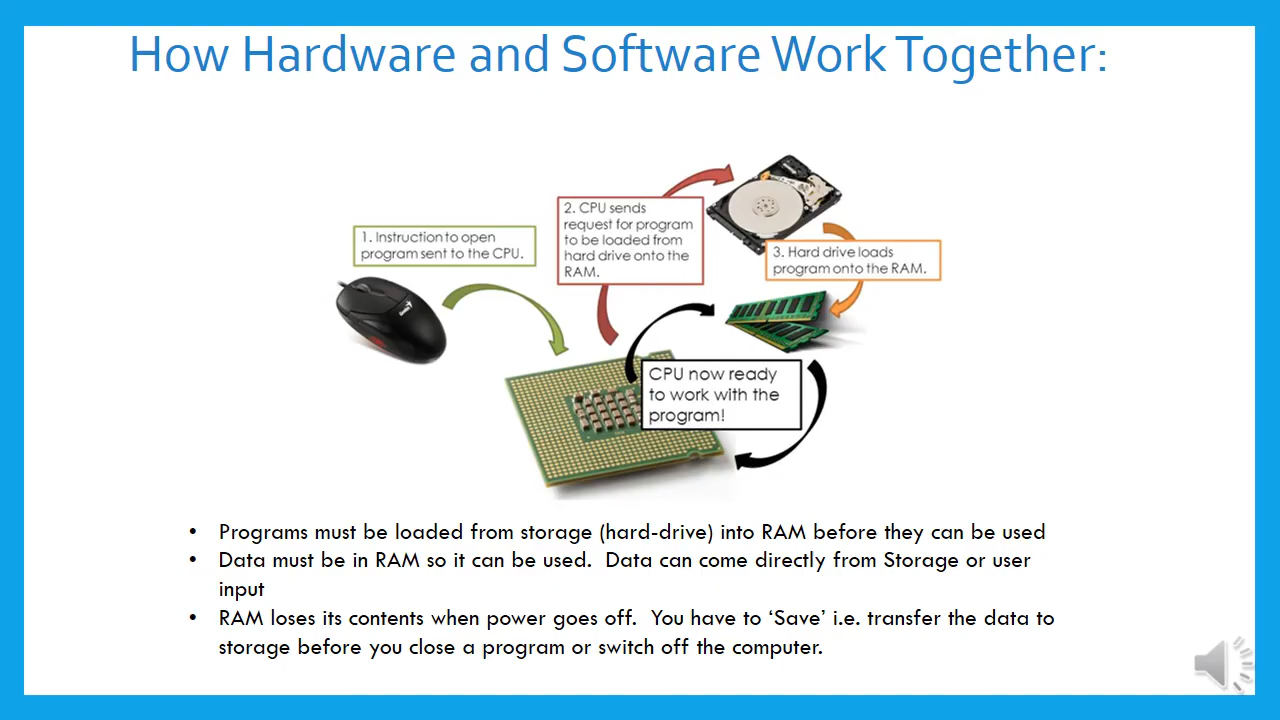 How Hardware and Software Work Together:
1. Instruction to open
program sent to the CPU.
2. CPU sends
request for program
to be loaded from
hard drive onto the
RAM.
3. Hard drive loads
program onto the RAM.
CPU now ready
to work with the
program!
• Programs must be loaded from storage (hard-drive) into RAM before they can be used
• Data must be in RAM so it can be used.  Data can come directly from Storage or user
input
• RAM loses its contents when power goes off.  You have to ‘Save’ i.e. transfer the data to
storage before you close a program or switch off the computer.